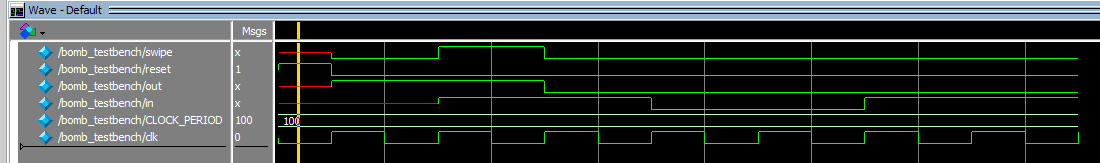 Wave - Default
Msgs
/bomb_testbench/swipe x
/bomb_testbench/reset 1
/bomb_testbench/out x
/bomb_testbench/in x
/bomb_testbench/CLOCK_PERIOD 100 100
/bomb_testbench/clk 0